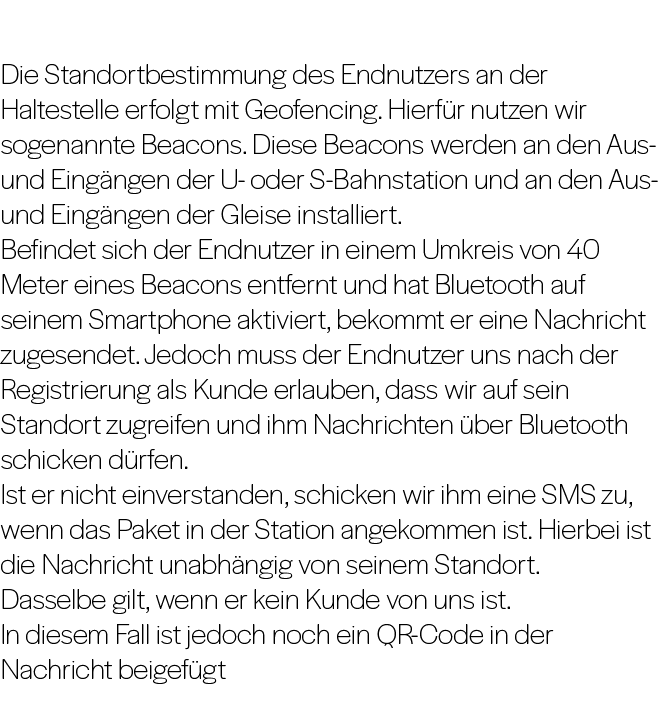 Die Standortbestimmung des Endnutzers an der
Haltestelle erfolgt mit Geofencing. Hierfür nutzen wir
sogenannte Beacons. Diese Beacons werden an den Aus-
und Eingängen der U- oder S-Bahnstation und an den Aus-
und Eingängen der Gleise installiert.
Befindet sich der Endnutzer in einem Umkreis von 40
Meter eines Beacons entfernt und hat Bluetooth auf
seinem Smartphone aktiviert, bekommt er eine Nachricht
zugesendet. Jedoch muss der Endnutzer uns nach der
Registrierung als Kunde erlauben, dass wir auf sein
Standort zugreifen und ihm Nachrichten über Bluetooth
schicken dürfen.
Ist er nicht einverstanden, schicken wir ihm eine SMS zu,
wenn das Paket in der Station angekommen ist. Hierbei ist
die Nachricht unabhängig von seinem Standort.
Dasselbe gilt, wenn er kein Kunde von uns ist.
In diesem Fall ist jedoch noch ein QR-Code in der
Nachricht beigefügt